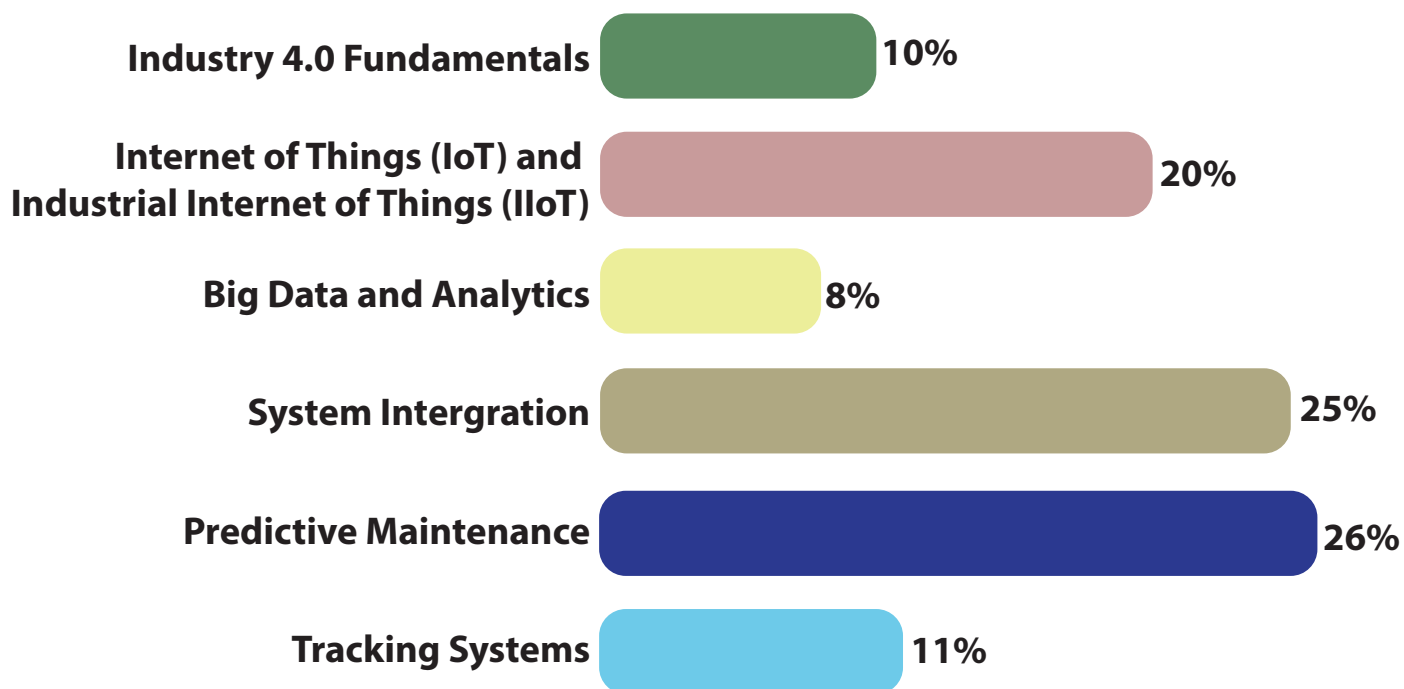 Industry 4.0 Fundamentals 10%
Internet of Things (IoT) and
Industrial Internet of Things (IIoT) 20%
Big Data and Analytics 8%
System Intergration 25%
Predictive Maintenance 26%
Tracking Systems 11%